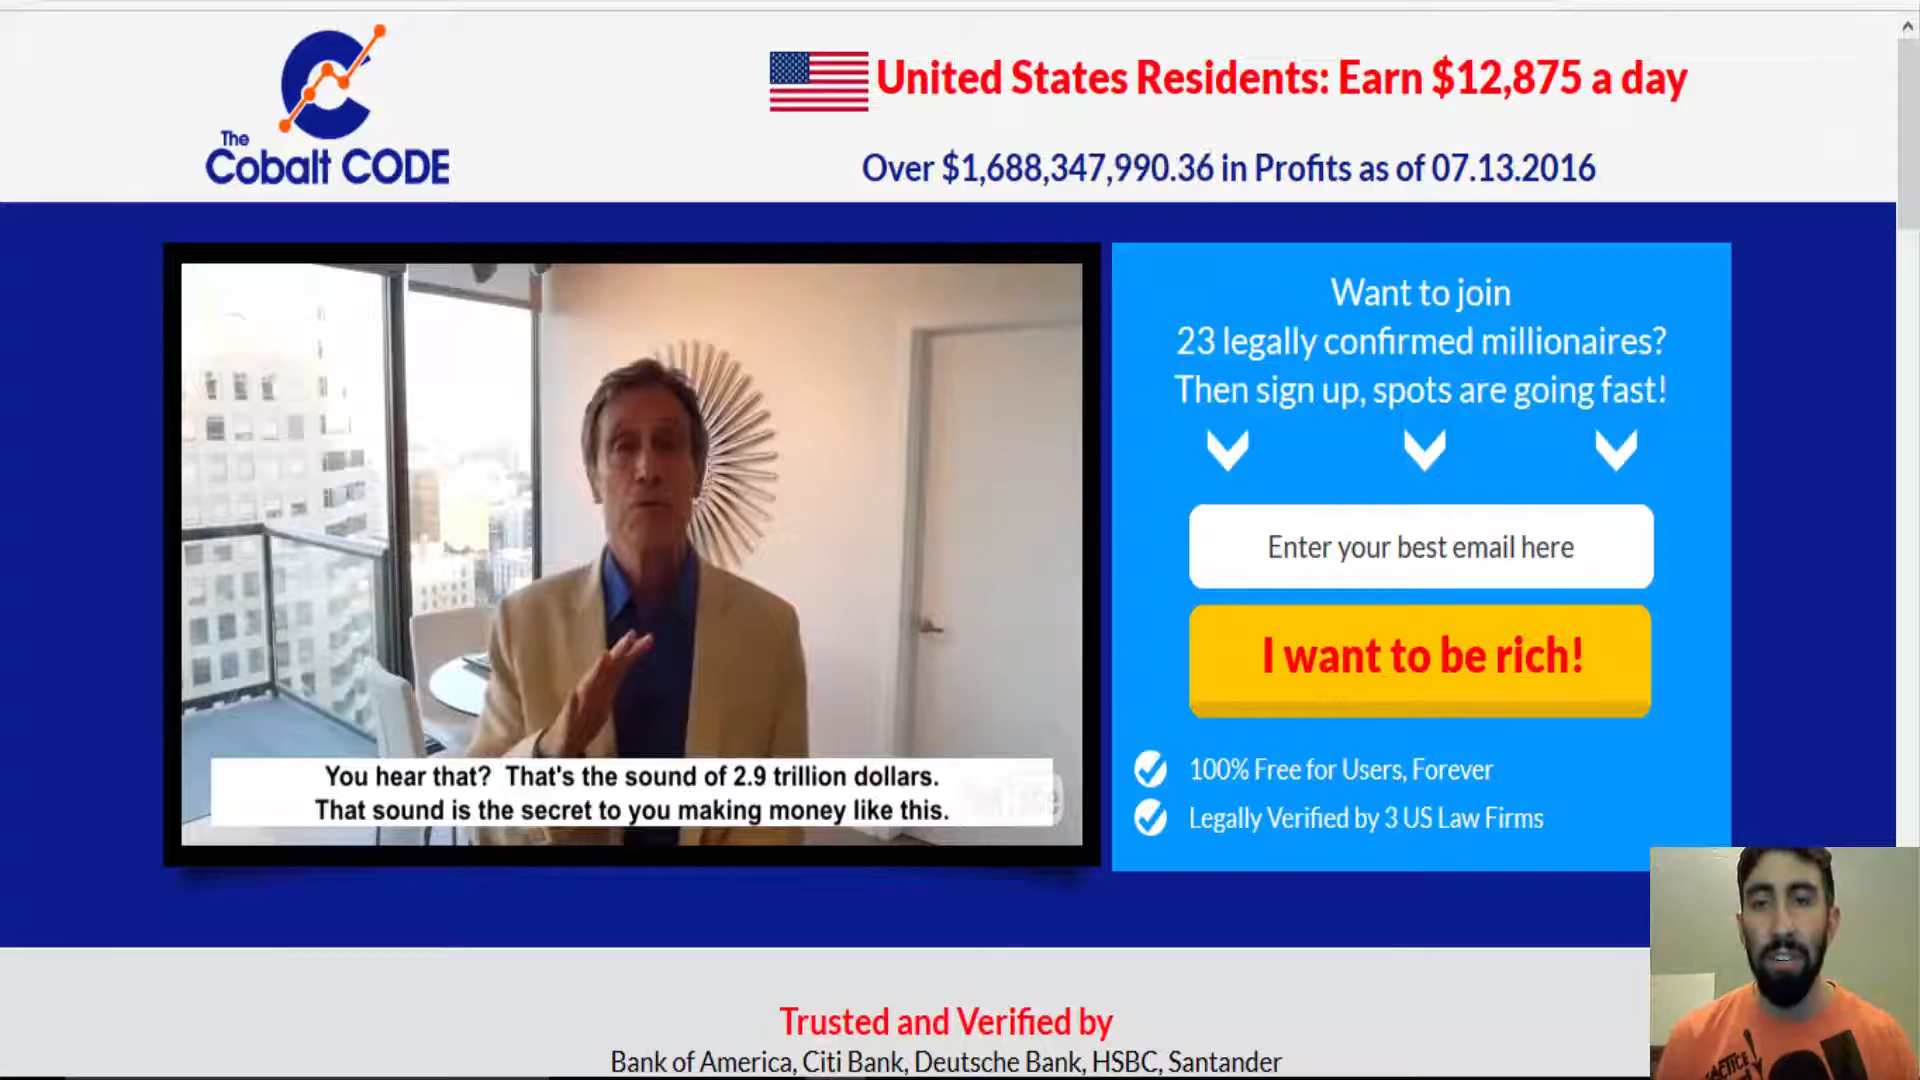 The
Cobalt CODE
United States Residents: Earn $12,875 a day
Over $1,688,347,990.36 in Profits as of 07.13.2016
You hear that? That's the sound of 2.9 trillion dollars.
That sound is the secret to you making money like this.
Want to join
23 legally confirmed millionaires?
Then sign up, spots are going fast!
Enter your best email here
I want to be rich!
100% Free for Users, Forever
Legally Verified by 3 US Law Firms
Trusted and Verified by
Bank of America, Citi Bank, Deutsche Bank, HSBC, Santander